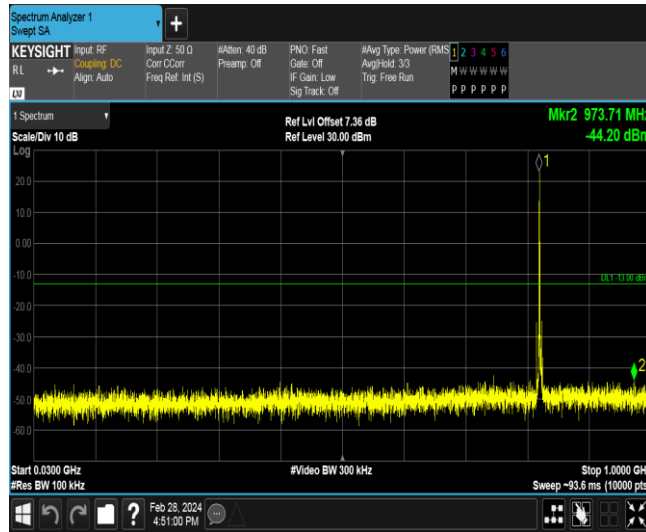 Spectrum Analyzer 1
Swept SA
+
KEYSIGHT Input: RF Input Z: 50 Ω #Atten: 40 dB PNO: Fast #Avg Type: Power (RMS 1 2 3 4 5 6
RL Coupling: DC Corr CCorr Preamp: Off Gate: Off Avg|Hold: 3/3 M W W W W W
Align: Auto Freq Ref: Int (S) IF Gain: Low Trig: Free Run
LXI Sig Track: Off P P P P P P
1 Spectrum Ref Lvl Offset 7.36 dB Mkr2 973.71 MHz
Scale/Div 10 dB Ref Level 30.00 dBm -44.20 dBm
Log
1
20.0
10.0
0.00
-10.0
DL1 -13.00 dBm
-20.0
-30.0
-40.0
2
-50.0
-60.0
Start 0.0300 GHz #Video BW 300 kHz Stop 1.0000 GH
#Res BW 100 kHz Sweep ~93.6 ms (10000 pts
? Feb 28, 2024
4:51:00 PM